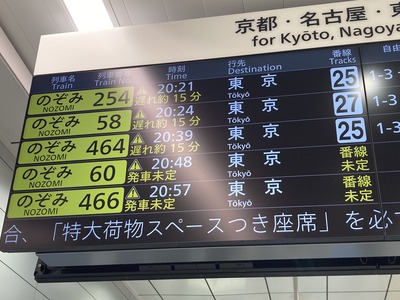 京都・名古屋・東
for Kyōto, Nagoya
列車名 列車番 時刻 行先 番線
Train Train No. Time Destination Tracks 自由
のぞみ 254 20:21 東京 25 1-3
NOZOMI 遅れ約 15 分 Tōkyō
のぞみ 58 20:24 東京 27 1-3
NOZOMI 遅れ約 15 分 Tōkyō
のぞみ 464 20:39 東京 25
NOZOMI 遅れ約 15 分 Tōkyō
のぞみ 60 20:48 東京 番線
NOZOMI 発車未定 Tōkyō 未定
のぞみ 466 20:57 東京 番線
NOZOMI 発車未定 Tōkyō 未定
合、「特大荷物スペースつき座席」を必